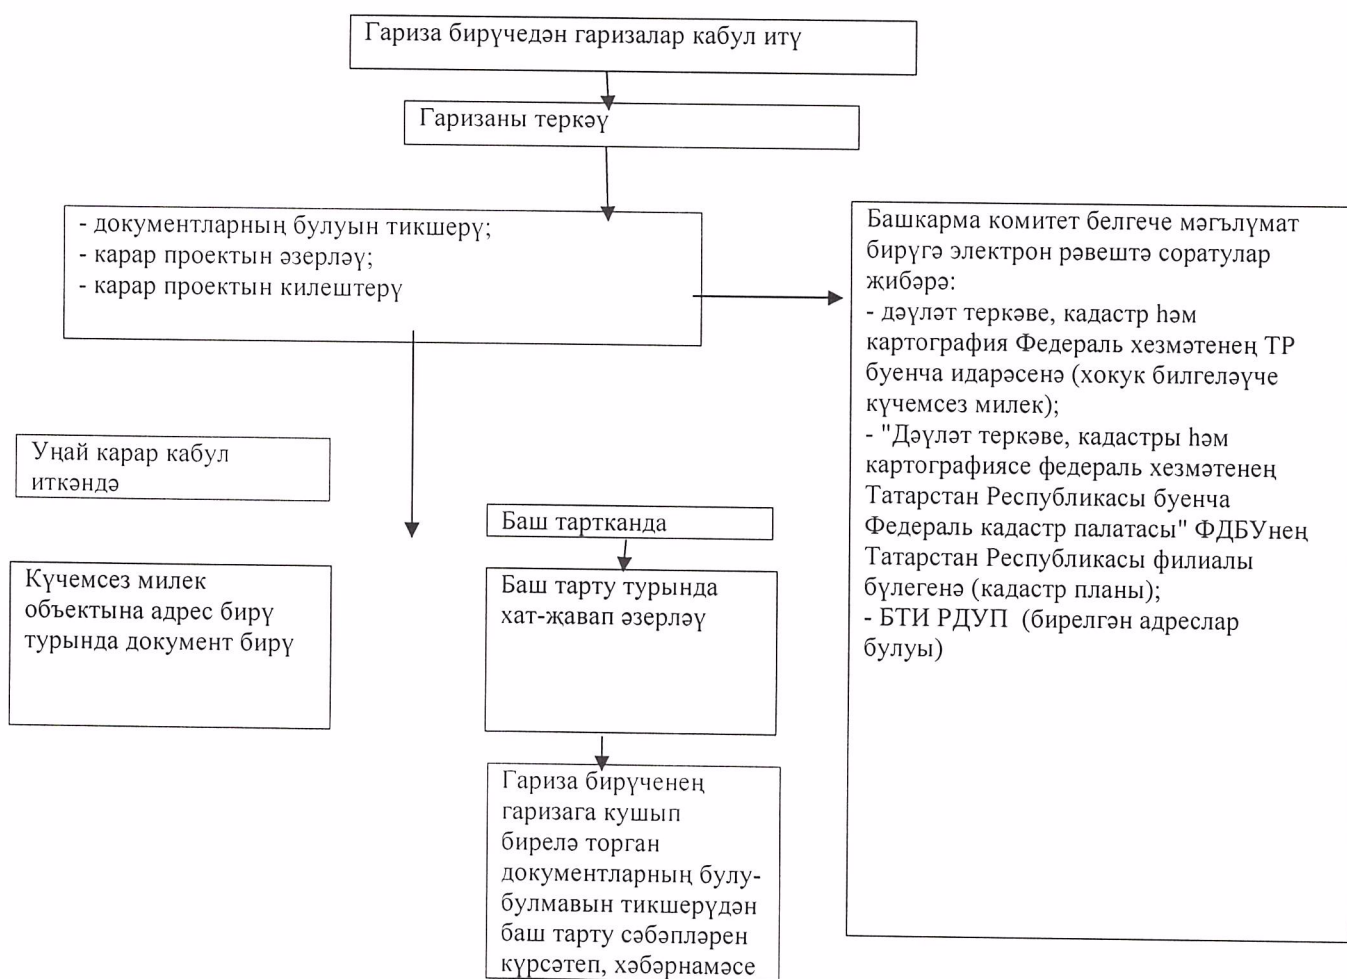 Гариза бирүчедән гаризалар кабул итү
Гаризаны теркәү
- документларның булуын тикшерү;
- карар проектын әзерләү;
- карар проектын килештерү
Башкарма комитет белгече мәгълүмат
бирүгә электрон рәвештә соратулар
җибәрә:
- дәүләт теркәве, кадастр һәм
картография Федераль хезмәтенең ТР
буенча идарәсенә (хокук билгеләүче
күчемсез милек);
- "Дәүләт теркәве, кадастры һәм
картографиясе федераль хезмәтенең
Татарстан Республикасы буенча
Федераль кадастр палатасы" ФДБУнең
Татарстан Республикасы филиалы
бүлегенә (кадастр планы);
- БТИ РДУП (бирелгән адреслар
булуы)
Уңай карар кабул
иткәндә
Күчемсез милек
объектына адрес бирү
турында документ бирү
Баш тартканда
Баш тарту турында
хат-җавап әзерләү
Гариза бирүченең
гаризага кушып
бирелә торган
документларның булу-
булмавын тикшерүдән
баш тарту сәбәпләрен
күрсәтеп, хәбәрнамәсе